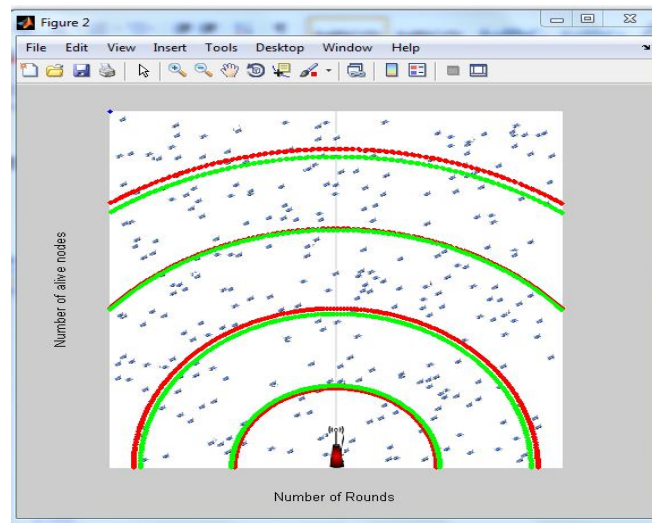 Figure 2
File Edit View Insert Tools Desktop Window Help
Number of alive nodes
Number of Rounds